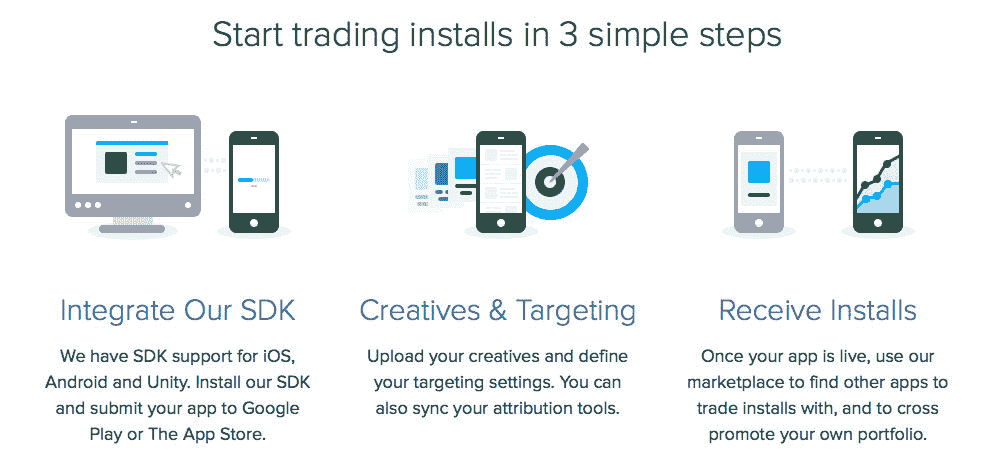 Start trading installs in 3 simple steps
Integrate Our SDK
We have SDK support for iOS,
Android and Unity. Install our SDK
and submit your app to Google
Play or The App Store.
Creatives & Targeting
Upload your creatives and define
your targeting settings. You can
also sync your attribution tools.
Receive Installs
Once your app is live, use our
marketplace to find other apps to
trade installs with, and to cross
promote your own portfolio.